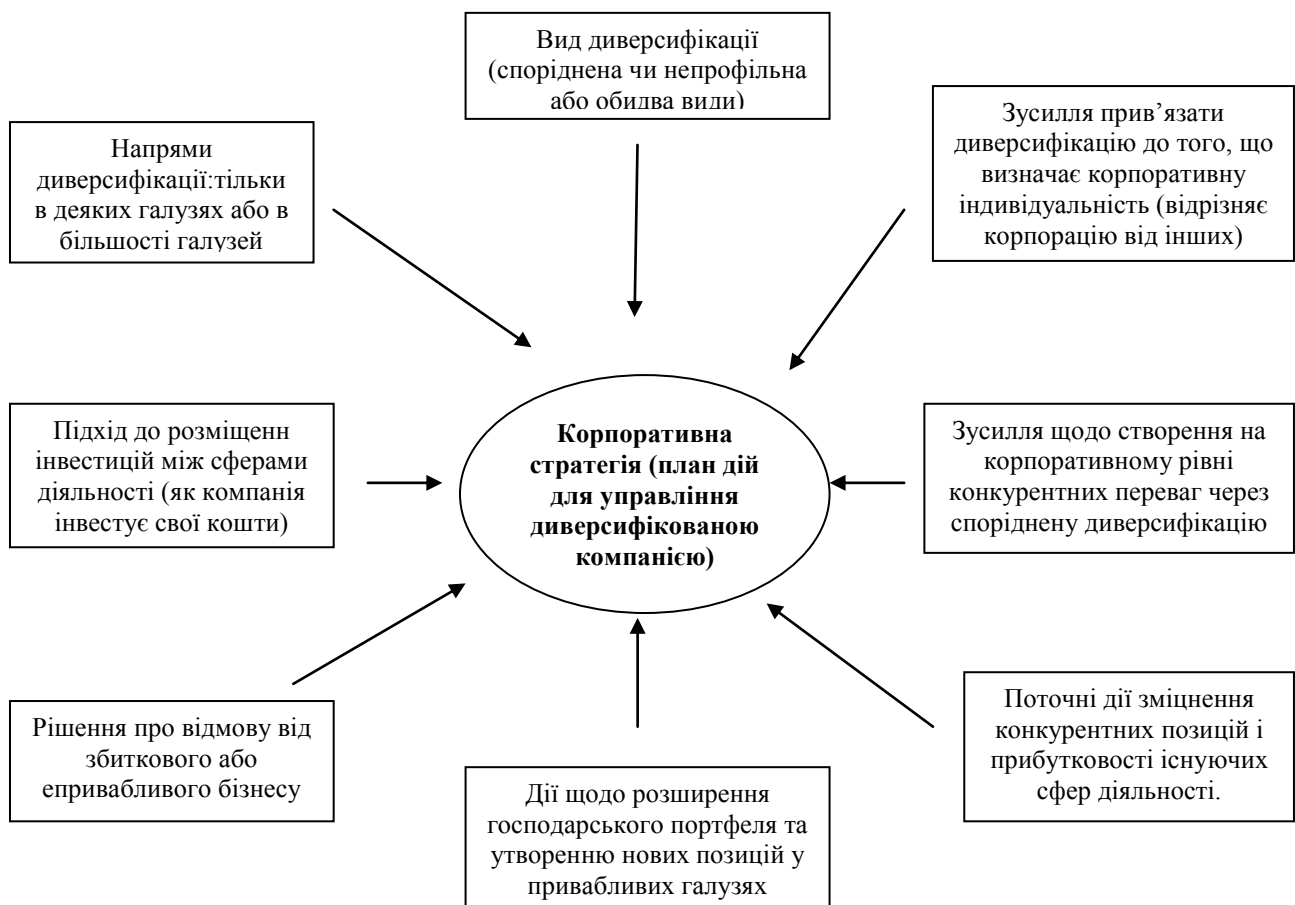 Вид диверсифікації
(споріднена чи непрофільна
або обидва види)
Зусилля прив’язати
диверсифікацію до того, що
визначає корпоративну
індивідуальність (відрізняє
корпорацію від інших)
Напрями
диверсифікації:тільки
в деяких галузях або в
більшості галузей
Підхід до розміщенн
інвестицій між сферами
діяльності (як компанія
інвестує свої кошти)
Корпоративна
стратегія (план дій
для управління
диверсифікованою
компанією)
Зусилля щодо створення на
корпоративному рівні
конкурентних переваг через
споріднену диверсифікацію
Рішення про відмову від
збиткового або
епривабливого бізнесу
Дії щодо розширення
господарського портфеля та
утворенню нових позицій у
привабливих галузях
Поточні дії зміцнення
конкурентних позицій і
прибутковості існуючих
сфер діяльності.